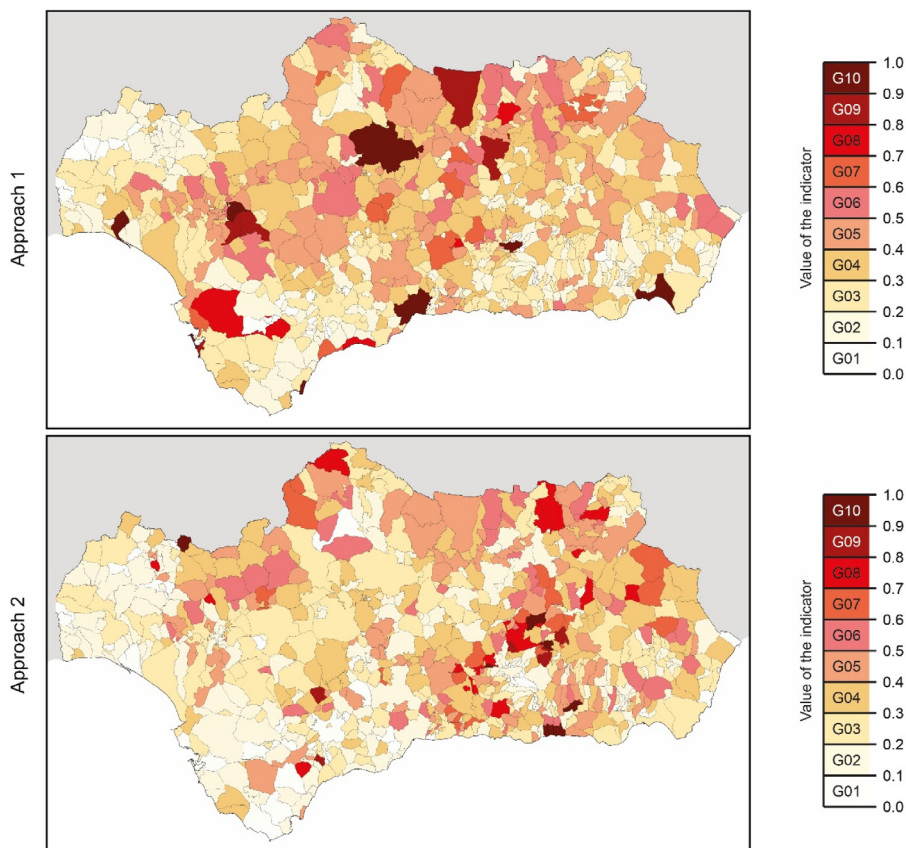 Approach 1
Value of the indicator
G10
G09
G08
G07
G06
G05
G04
G03
G02
G01
1.0
0.9
0.8
0.7
0.6
0.5
0.4
0.3
0.2
0.1
0.0
Approach 2
Value of the indicator
G10
G09
G08
G07
G06
G05
G04
G03
G02
G01
1.0
0.9
0.8
0.7
0.6
0.5
0.4
0.3
0.2
0.1
0.0